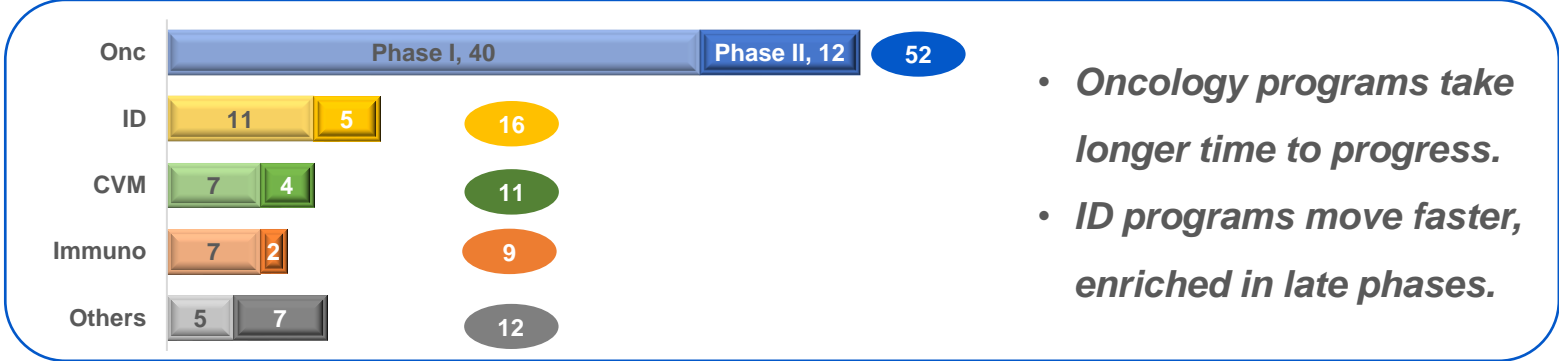 Onc Phase I, 40 Phase II, 12 52
ID 11 5 16
CVM 7 4 11
Immuno 7 2 9
Others 5 7 12
• Oncology programs take
longer time to progress.
• ID programs move faster,
enriched in late phases.